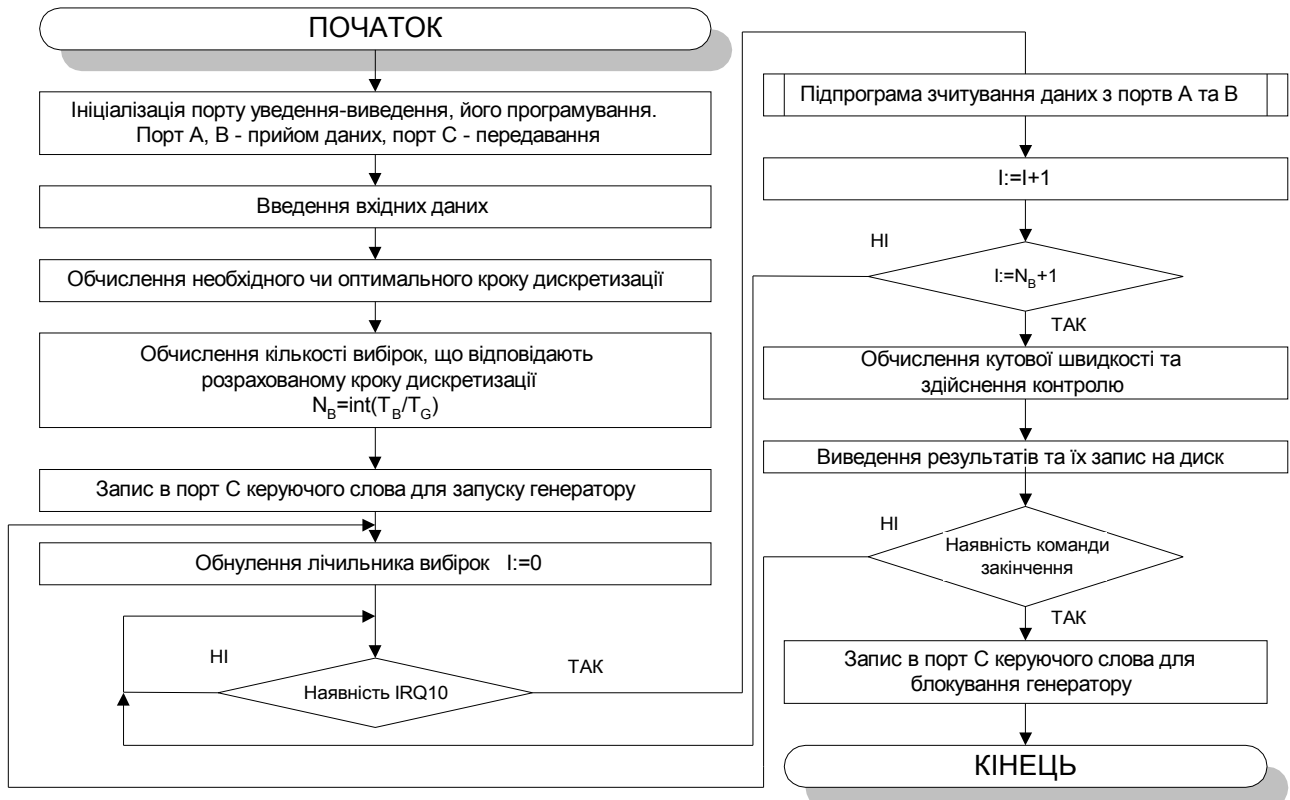 ПОЧАТОК
Ініціалізація порту уведення-виведення, його програмування.
Порт А, В - прийом даних, порт С - передавання
Введення вхідних даних
Обчислення необхідного чи оптимального кроку дискретизації
Обчислення кількості вибірок, що відповідають
розрахованому кроку дискретизації
N_B=int(T_B/T_G)
Запис в порт С керуючого слова для запуску генератору
Обнулення лічильника вибірок I:=0
НІ
ТАК
Наявність IRQ10
Підпрограма зчитування даних з портв А та В
I:=I+1
НІ
I:=N_B+1
ТАК
Обчислення кутової швидкості та
здійснення контролю
Виведення результатів та їх запис на диск
НІ
Наявність команди
закінчення
ТАК
Запис в порт С керуючого слова для
блокування генератору
КІНЕЦЬ